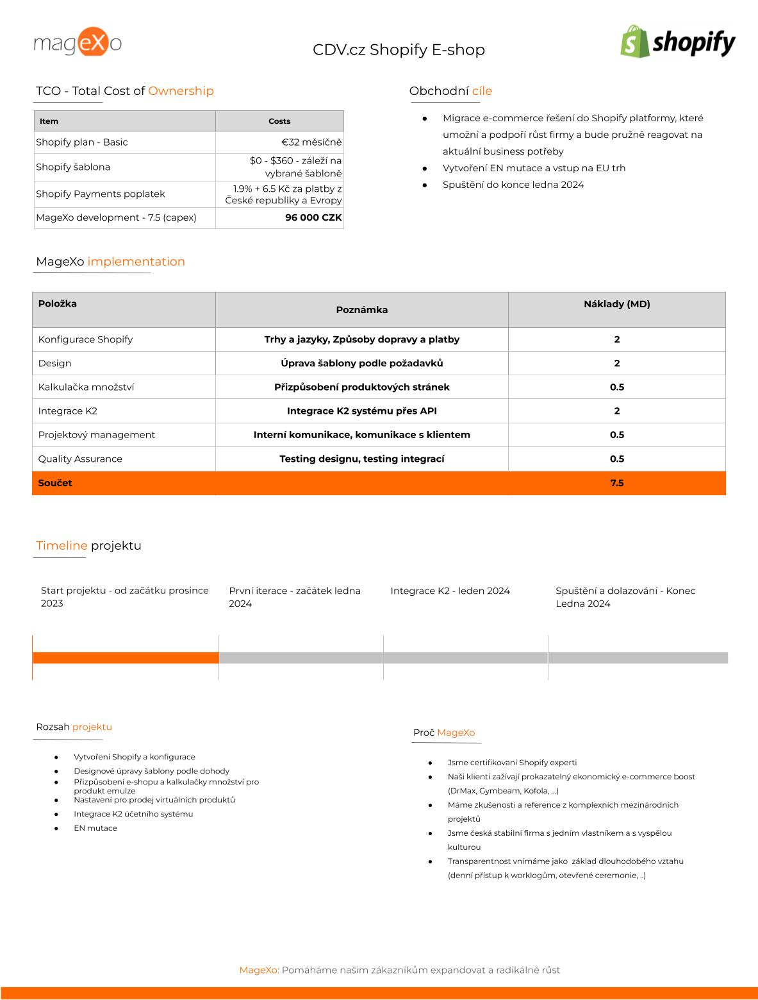 mageXo
CDV.cz Shopify E-shop
shopify
TCO - Total Cost of Ownership
Item Costs
Shopify plan - Basic €32 měsíčně
Shopify šablona $0 - $360 - záleží na
vybrané šabloně
Shopify Payments poplatek 1.9% + 6.5 Kč za platby z
České republiky a Evropy
MageXo development - 7.5 (capex) 96 000 CZK
Obchodní cíle
● Migrace e-commerce řešení do Shopify platformy, které
umožní a podpoří růst firmy a bude pružně reagovat na
aktuální business potřeby
● Vytvoření EN mutace a vstup na EU trh
● Spuštění do konce ledna 2024
MageXo implementation
Položka Poznámka Náklady (MD)
Konfigurace Shopify Trhy a jazyky, Způsoby dopravy a platby 2
Design Úprava šablony podle požadavků 2
Kalkulačka množství Přizpůsobení produktových stránek 0.5
Integrace K2 Integrace K2 systému přes API 2
Projektový management Interní komunikace, komunikace s klientem 0.5
Quality Assurance Testing designu, testing integrací 0.5
Součet 7.5
Timeline projektu
Start projektu - od začátku prosince
2023
První iterace - začátek ledna
2024
Integrace K2 - leden 2024
Spuštění a dolazování - Konec
Ledna 2024
Rozsah projektu
● Vytvoření Shopify a konfigurace
● Designové úpravy šablony podle dohody
● Přizpůsobení e-shopu a kalkulačky množství pro
produkt emulze
● Nastavení pro prodej virtuálních produktů
● Integrace K2 účetního systému
● EN mutace
Proč MageXo
● Jsme certifikovaní Shopify experti
● Naši klienti zažívají prokazatelný ekonomický e-commerce boost
(DrMax, Gymbeam, Kofola, ...)
● Máme zkušenosti a reference z komplexních mezinárodních
projektů
● Jsme česká stabilní firma s jedním vlastníkem a s vyspělou
kulturou
● Transparentnost vnímáme jako  základ dlouhodobého vztahu
(denní přístup k worklogům, otevřené ceremonie, ..)
MageXo: Pomáháme našim zákazníkům expandovat a radikálně růst